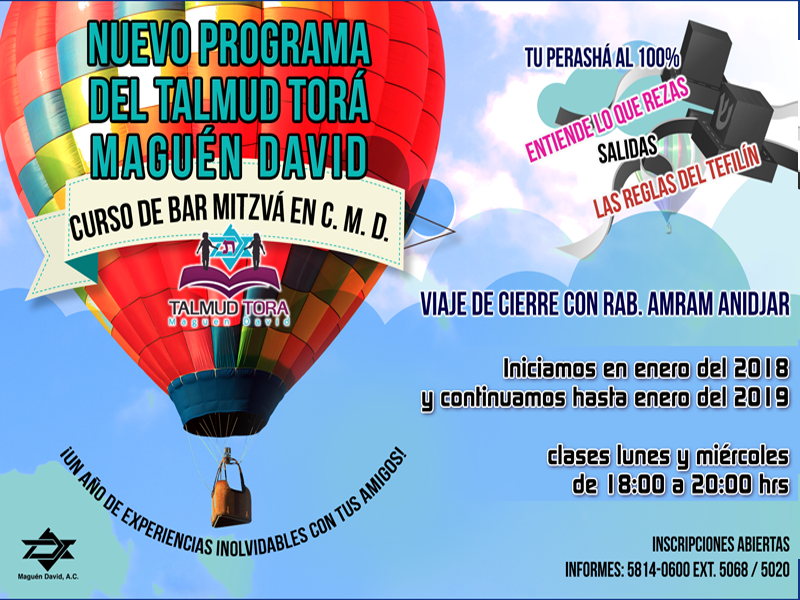 NUEVO PROGRAMA
DEL TALMUD TORÁ
MAGUÉN DAVID
CURSO DE BAR MITZVÁ EN C. M. D.
TALMUD TORA
Maguen David
¡UN AÑO DE EXPERIENCIAS INOLVIDABLES CON TUS AMIGOS!
Maguén David, A.C.
TU PERASHÁ AL 100%
ENTIENDE LO QUE REZAS
SALIDAS
LAS REGLAS DEL TEFILÍN
ש
VIAJE DE CIERRE CON RAB. AMRAM ANIDJAR
Iniciamos en enero del 2018
y continuamos hasta enero del 2019
clases lunes y miércoles
de 18:00 a 20:00 hrs
INSCRIPCIONES ABIERTAS
INFORMES: 5814-0600 EXT. 5068 / 5020